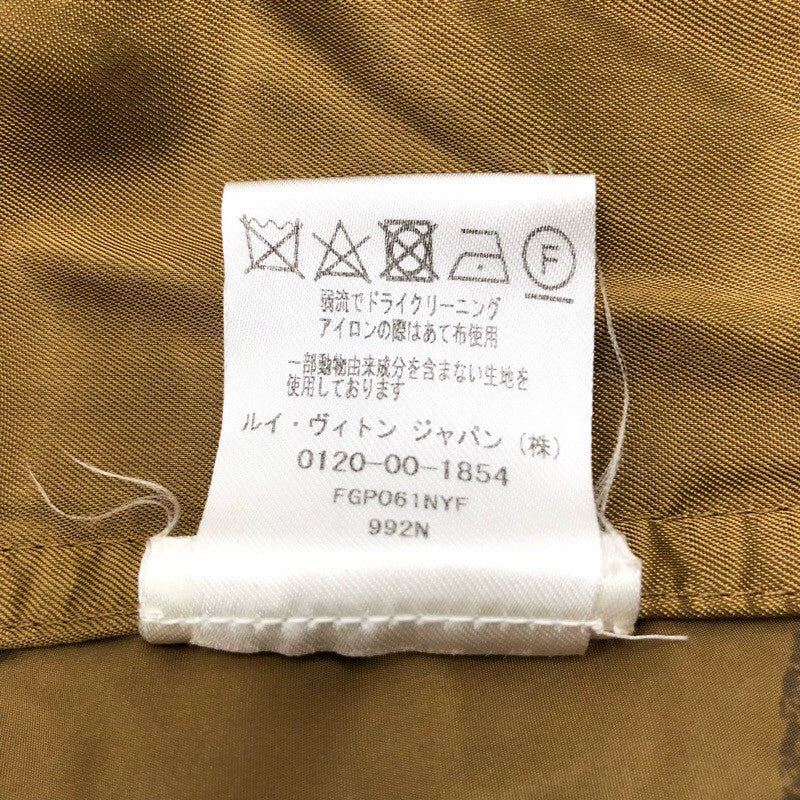 F
弱流でドライクリーニング
アイロンの際はあて布使用
一部動物由来成分を含まない生地を
使用しております
ルイ・ヴィトン ジャパン(株)
0120-00-1854
FGP061NYF
992N